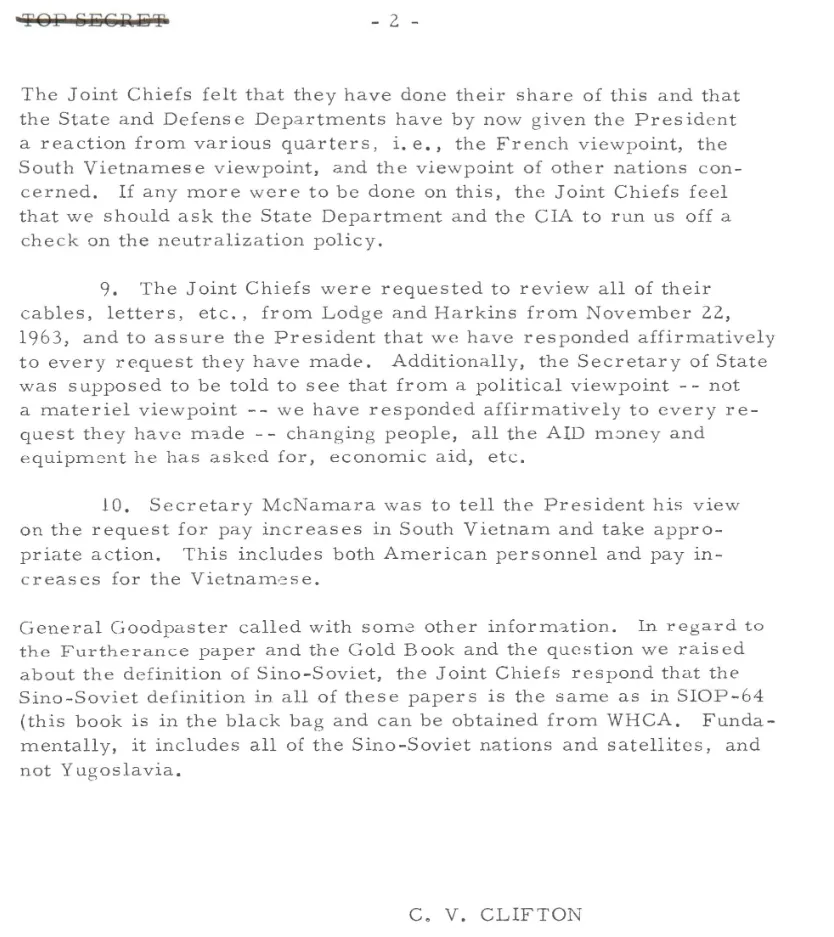 TOP SECRET
- 2 -
The Joint Chiefs felt that they have done their share of this and that
the State and Defense Departments have by now given the President
a reaction from various quarters, i.e., the French viewpoint, the
South Vietnamese viewpoint, and the viewpoint of other nations con-
cerned. If any more were to be done on this, the Joint Chiefs feel
that we should ask the State Department and the CIA to run us off a
check on the neutralization policy.
9. The Joint Chiefs were requested to review all of their
cables, letters, etc., from Lodge and Harkins from November 22,
1963, and to assure the President that we have responded affirmatively
to every request they have made. Additionally, the Secretary of State
was supposed to be told to see that from a political viewpoint -- not
a materiel viewpoint -- we have responded affirmatively to every re-
quest they have made -- changing people, all the AID money and
equipment he has asked for, economic aid, etc.
10. Secretary McNamara was to tell the President his view
on the request for pay increases in South Vietnam and take appro-
priate action. This includes both American personnel and pay in-
creases for the Vietnamese.
General Goodpaster called with some other information. In regard to
the Furtherance paper and the Gold Book and the question we raised
about the definition of Sino-Soviet, the Joint Chiefs respond that the
Sino-Soviet definition in all of these papers is the same as in SIOP-64
(this book is in the black bag and can be obtained from WHCA. Funda-
mentally, it includes all of the Sino-Soviet nations and satellites, and
not Yugoslavia.
C. V. CLIFTON